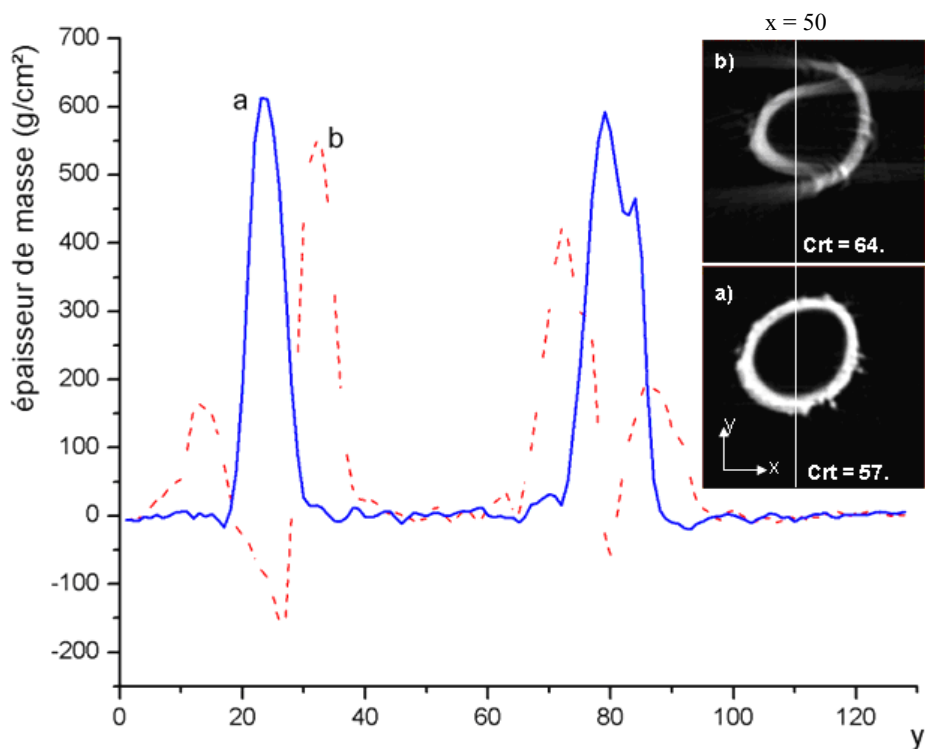 x = 50
épaisseur de masse (g/cm²)
700
600
500
400
300
200
100
0
-100
-200
a
b
b)
Crt = 64.
a)
y
x
Crt = 57.
0
20
40
60
80
100
120
y